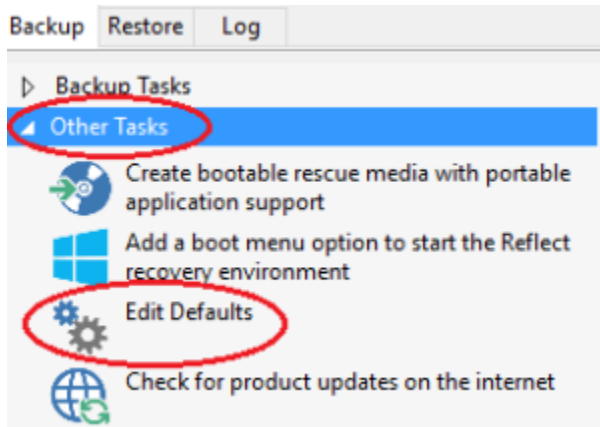 Backup Restore Log
Backup Tasks
Other Tasks
Create bootable rescue media with portable
application support
Add a boot menu option to start the Reflect
recovery environment
Edit Defaults
Check for product updates on the internet